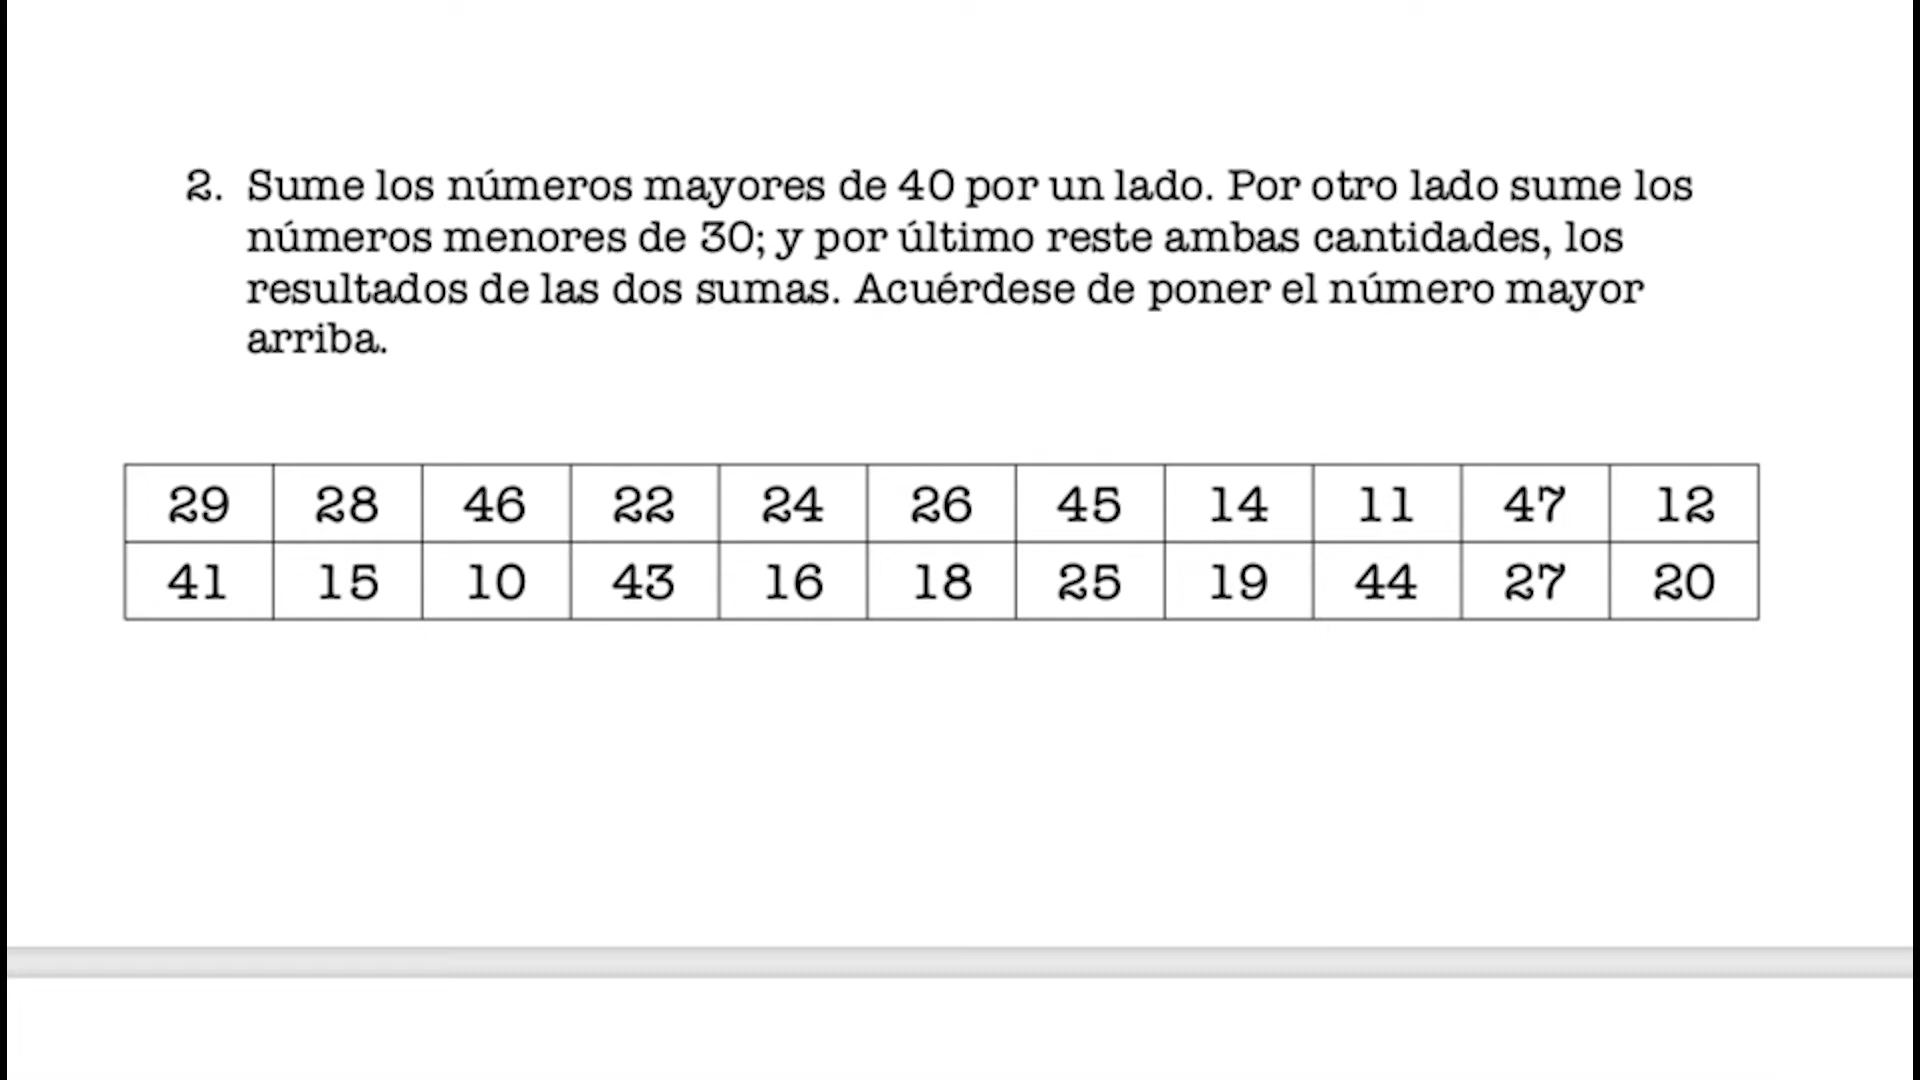 2. Sume los números mayores de 40 por un lado. Por otro lado sume los
números menores de 30; y por último reste ambas cantidades, los
resultados de las dos sumas. Acuérdese de poner el número mayor
arriba.
29 28 46 22 24 26 45 14 11 47 12
41 15 10 43 16 18 25 19 44 27 20